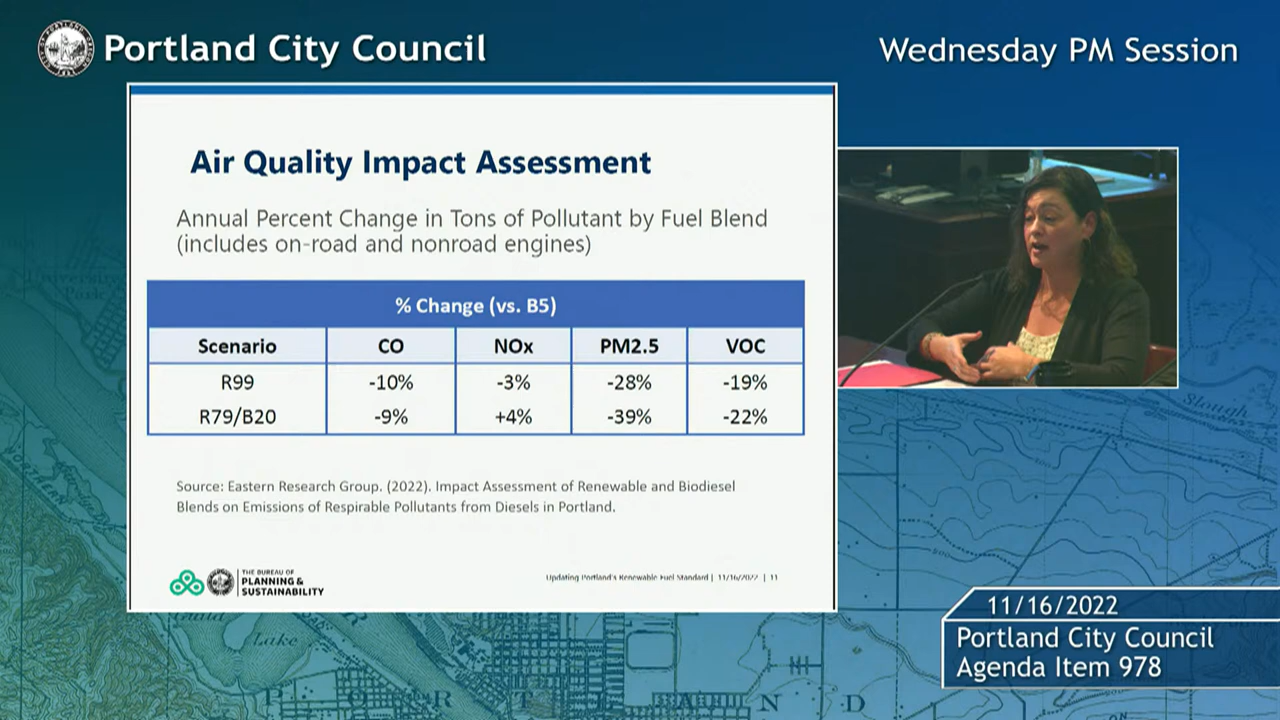 Portland City Council
Wednesday PM Session
Air Quality Impact Assessment
Annual Percent Change in Tons of Pollutant by Fuel Blend
(includes on-road and nonroad engines)
% Change (vs. B5)
Scenario CO NOx PM2.5 VOC
R99 -10% -3% -28% -19%
R79/B20 -9% +4% -39% -22%
Source: Eastern Research Group. (2022). Impact Assessment of Renewable and Biodiesel
Blends on Emissions of Respirable Pollutants from Diesels in Portland.
THE BUREAU OF
PLANNING &
SUSTAINABILITY
Updating Portland's Renewable Fuel Standard | 11/16/2022 | 11
Slough
Guild
Lake
11/16/2022
Portland City Council
Agenda Item 978